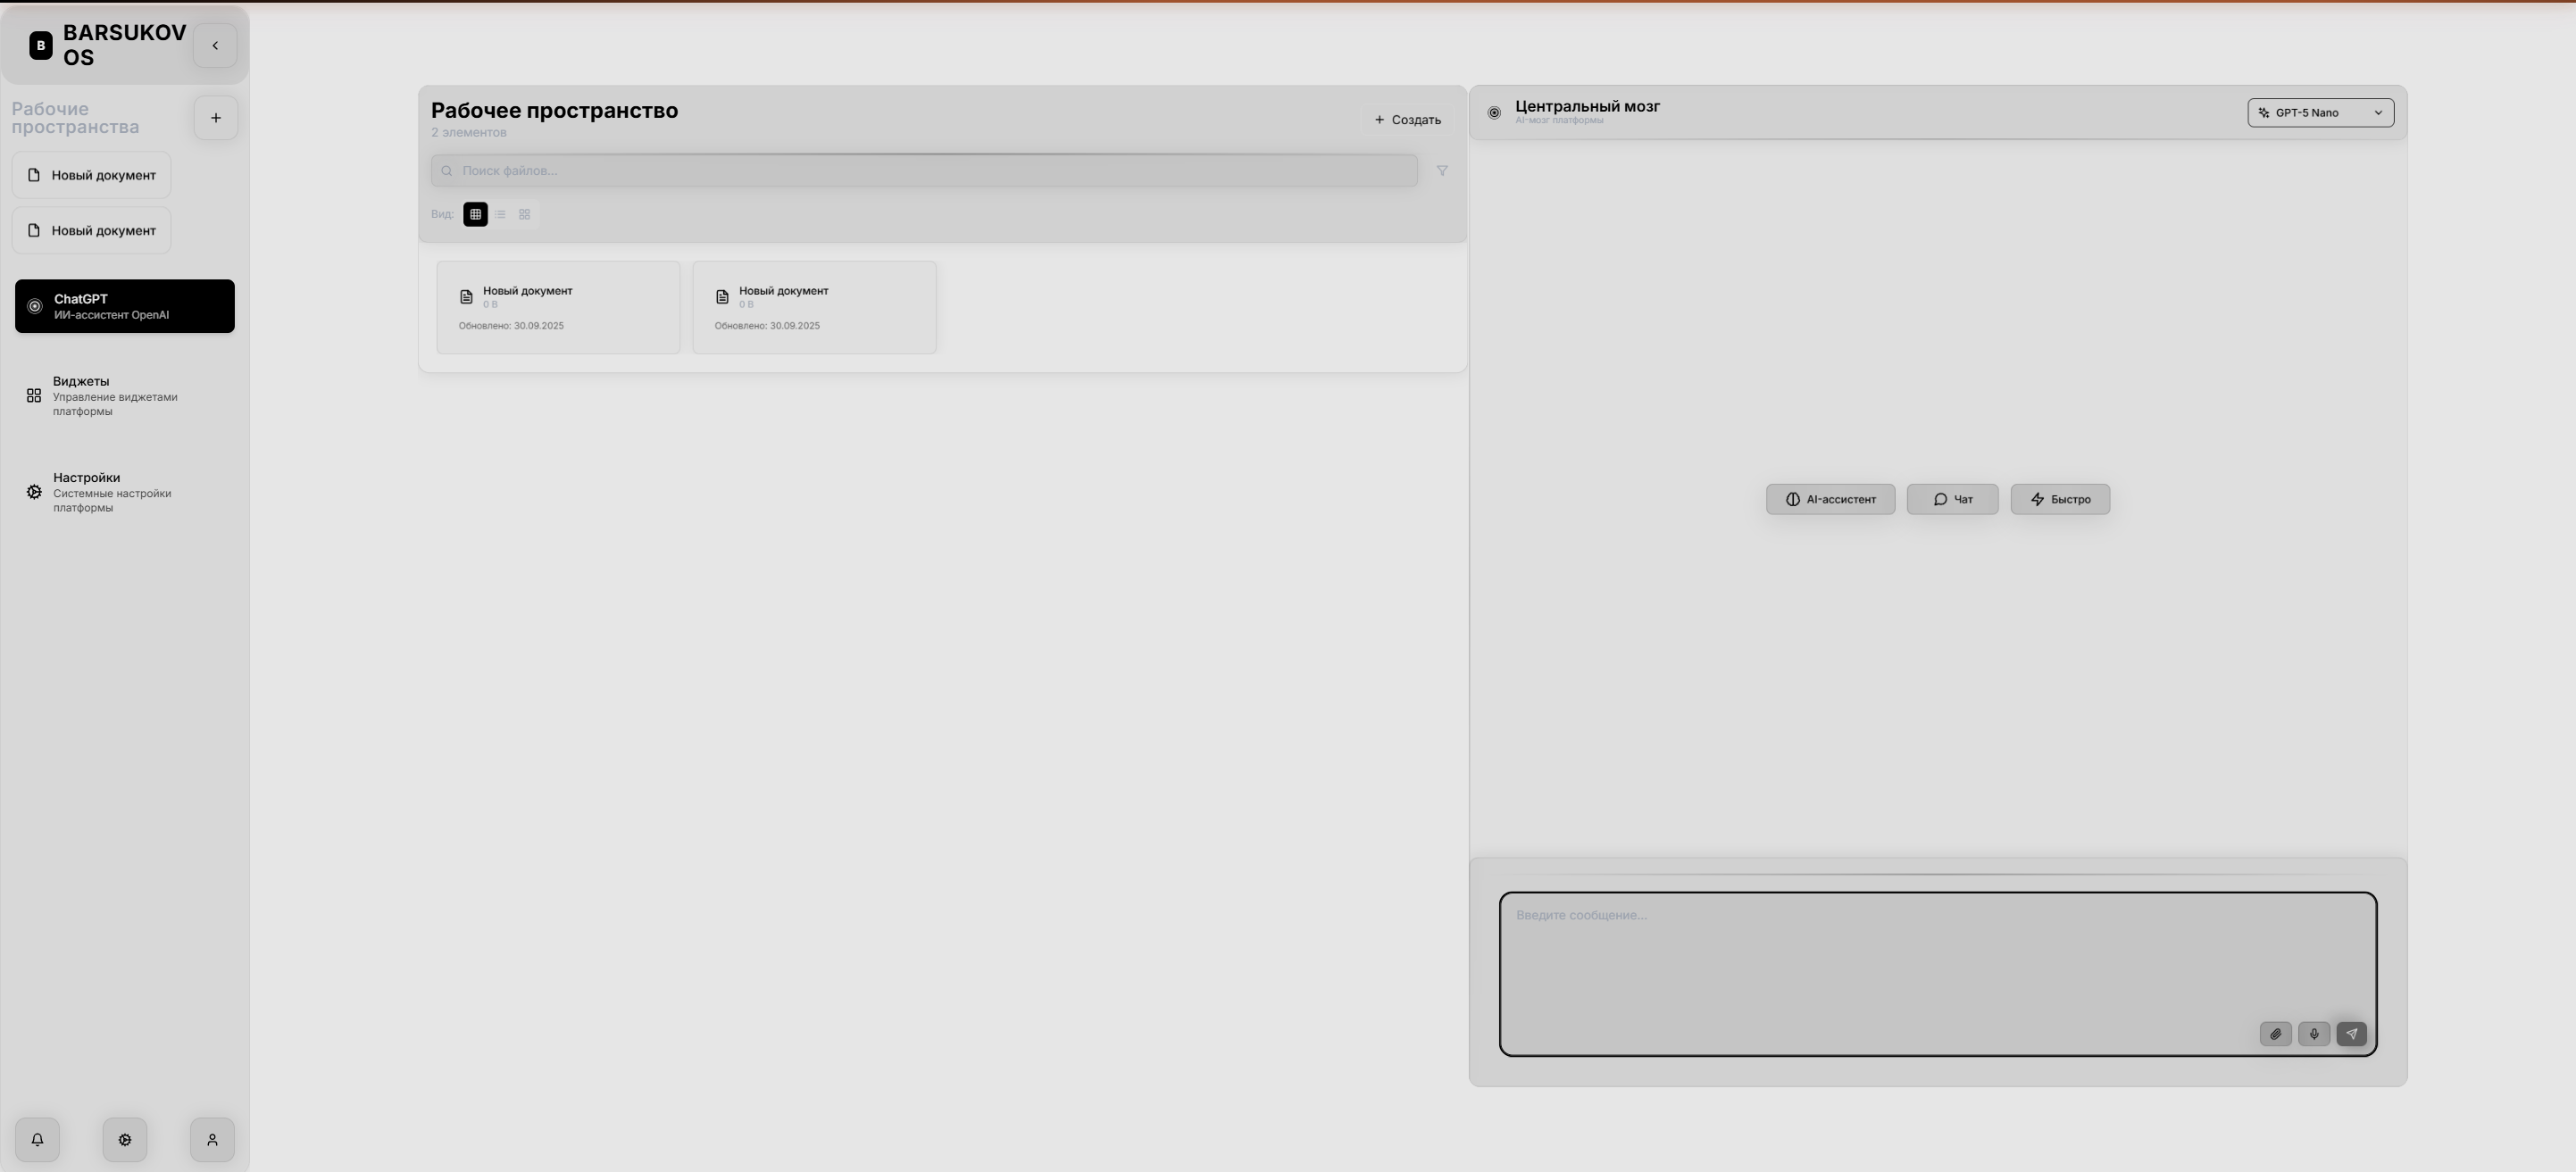 B
BARSUKOV
OS
Рабочие
пространства
Новый документ
Новый документ
ChatGPT
ИИ-ассистент OpenAI
Виджеты
Управление виджетами
платформы
Настройки
Системные настройки
платформы
Рабочее пространство
2 элементов
Создать
Поиск файлов...
Вид:
Новый документ
0 B
Обновлено: 30.09.2025
Новый документ
0 B
Обновлено: 30.09.2025
Центральный мозг
AI-мозг платформы
GPT-5 Nano
AI-ассистент
Чат
Быстро
Введите сообщение...